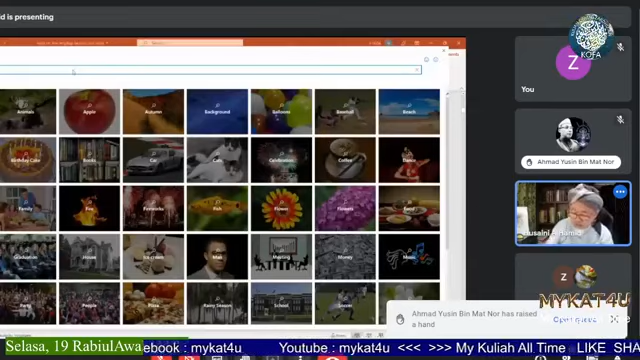 d is presenting
KOFA
Animals
Apple
Autumn
Background
Balloons
Baseball
Beach
Birthday Cake
Books
Car
Cats
Celebration
Coffee
Dance
Family
Fire
Fireworks
Fish
Flower
Flowers
Food
Graduation
House
Ice cream
Man
Meeting
Money
Music
Party
People
Pizza
Rainy Season
School
Soccer
Z
You
Ahmad Yusin Bin Mat Nor
Husaini
Z
MYKAT4U
Ahmad Yusin Bin Mat Nor has raised
a hand
Open queue
Selasa, 19 RabiulAwa
ebook : mykat4u
Youtube : mykat4u <<< >>> My Kuliah All Time = LIKE SHA